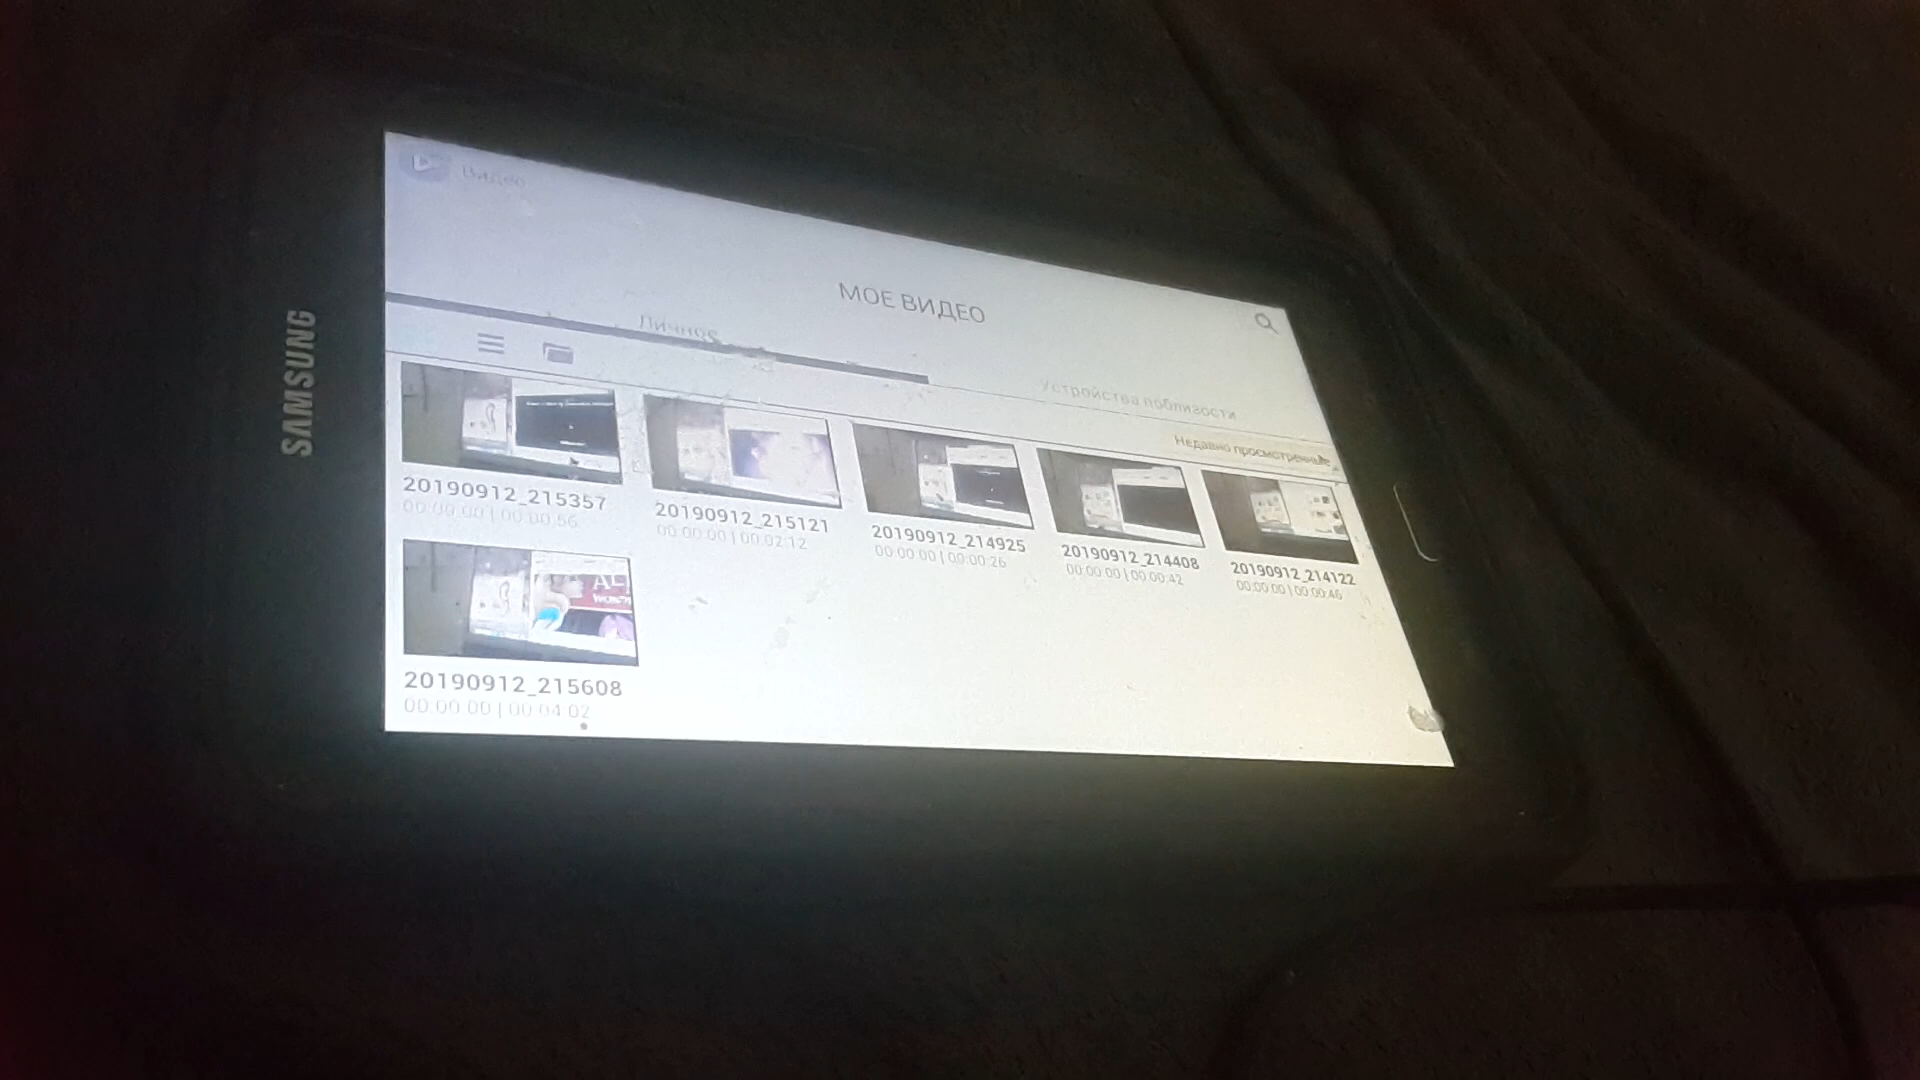 SAMSUNG
Видео
МОЕ ВИДЕО
Личное
Устройства поблизости
Недавно просмотренные
20190912_215357
00:00:00 | 00:00:56
20190912_215121
00:00:00 | 00:02:12
20190912_214925
00:00:00 | 00:00:26
20190912_214408
00:00:00 | 00:00:42
20190912_214122
00:00:00 | 00:00:46
20190912_215608
00:00:00 | 00:04:02